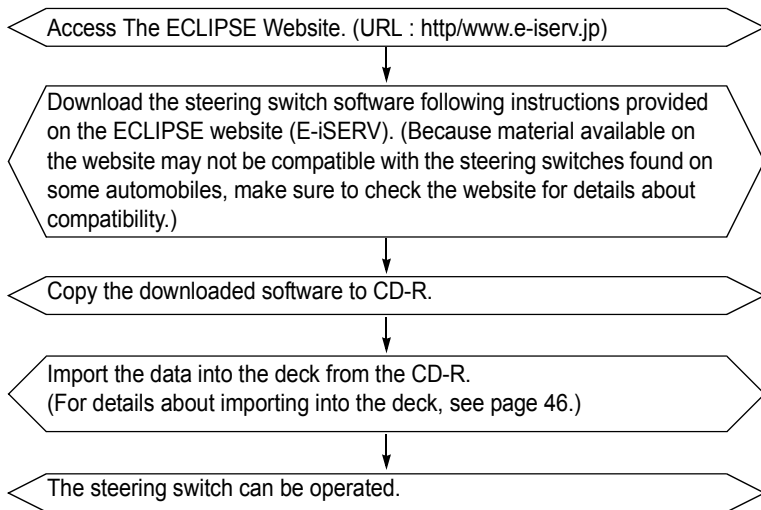 Access The ECLIPSE Website. (URL : http/www.e-iserv.jp)
Download the steering switch software following instructions provided
on the ECLIPSE website (E-iSERV). (Because material available on
the website may not be compatible with the steering switches found on
some automobiles, make sure to check the website for details about
compatibility.)
Copy the downloaded software to CD-R.
Import the data into the deck from the CD-R.
(For details about importing into the deck, see page 46.)
The steering switch can be operated.